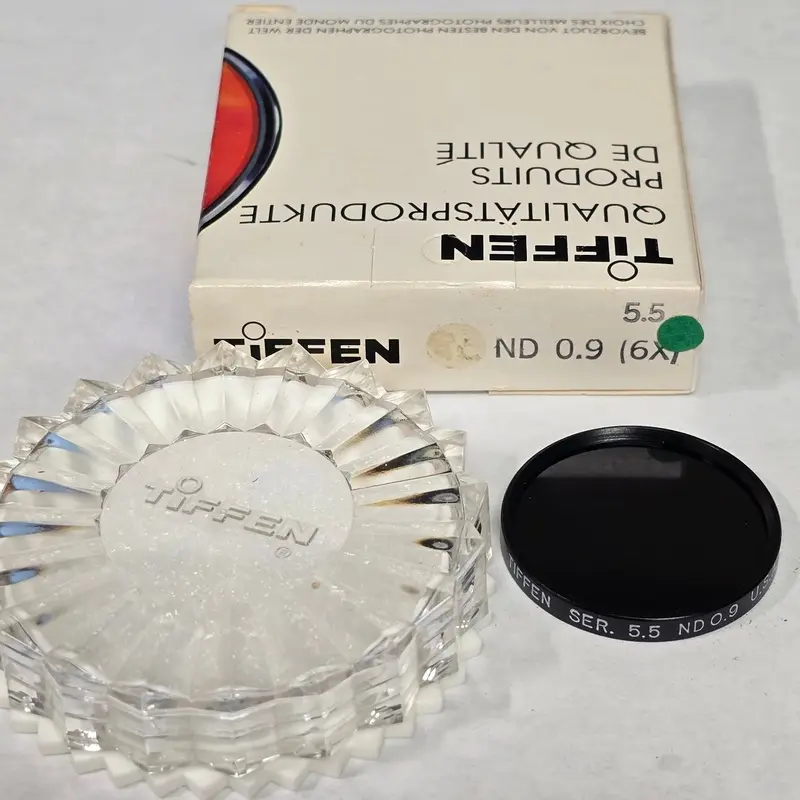 BEVORZUGT VON DEN BESTEN PHOTOGRAPHEN DER WELT
CHOIX DES MEILLEURS PHOTOGRAPHES DU MONDE ENTIER
TiFFEN
QUALITÄTSPRODUKTE
PRODUITS
DE QUALITÉ
5.5
TiFFEN ND 0.9 (6X)
TiFFEN
®
TIFFEN SER. 5.5 ND 0.9 U.S.